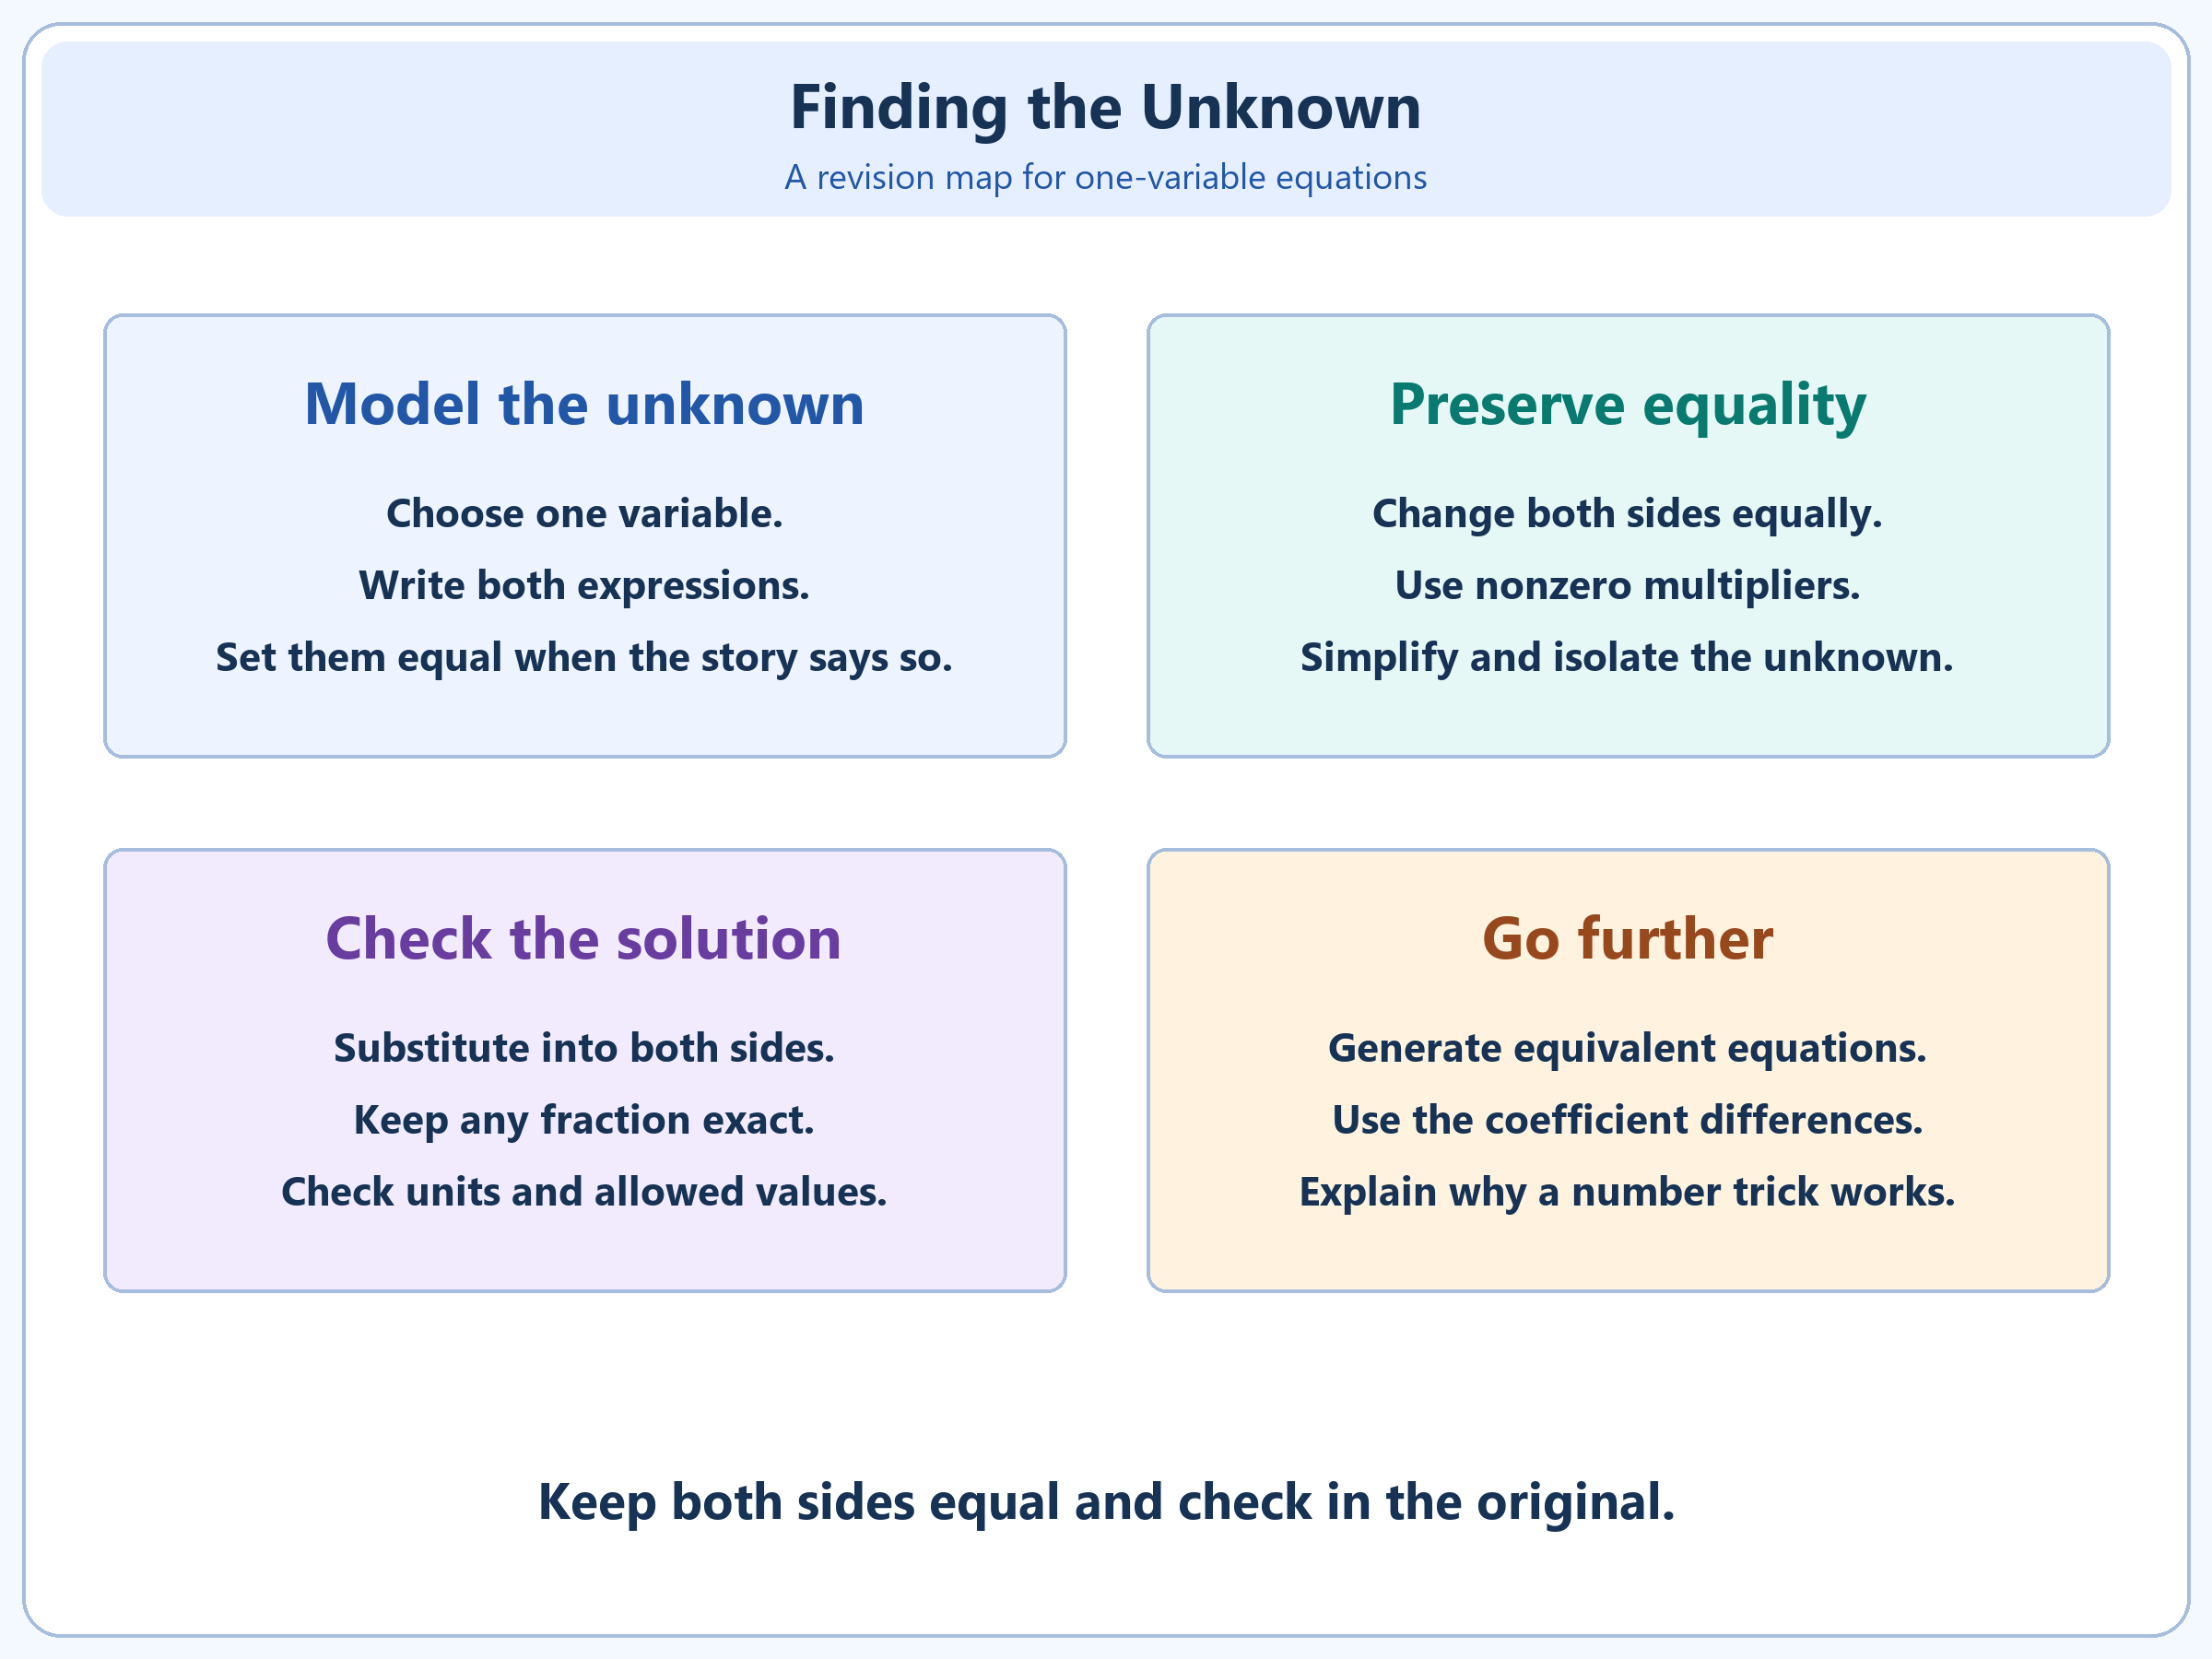 Finding the Unknown
A revision map for one-variable equations
Model the unknown
Choose one variable.
Write both expressions.
Set them equal when the story says so.
Preserve equality
Change both sides equally.
Use nonzero multipliers.
Simplify and isolate the unknown.
Check the solution
Substitute into both sides.
Keep any fraction exact.
Check units and allowed values.
Go further
Generate equivalent equations.
Use the coefficient differences.
Explain why a number trick works.
Keep both sides equal and check in the original.